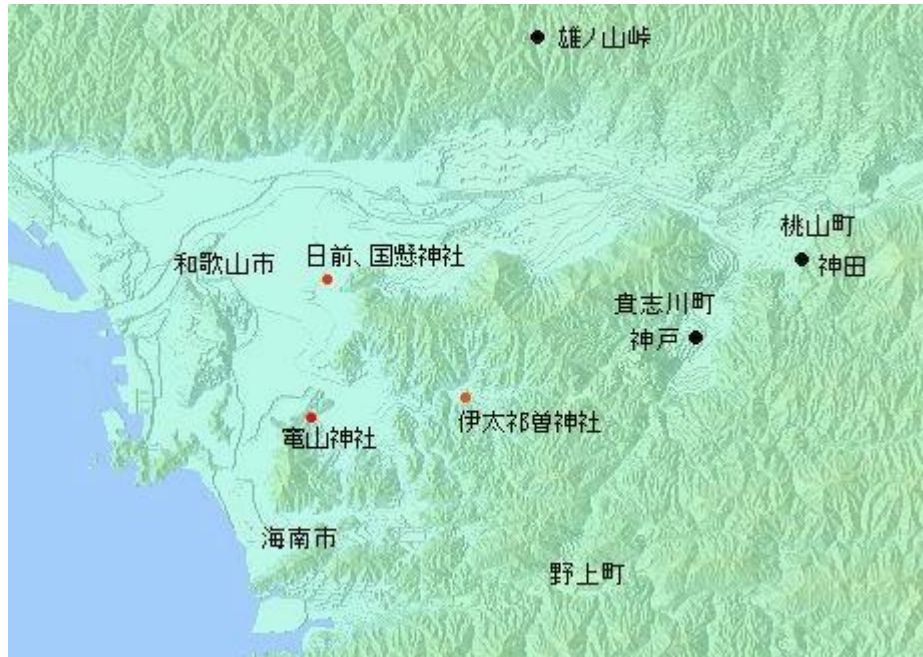 雄ノ山峠
桃山町
日前、国懸神社
和歌山市
神田
貴志川町
神戸
伊太祁曽神社
竃山神社
海南市
野上町